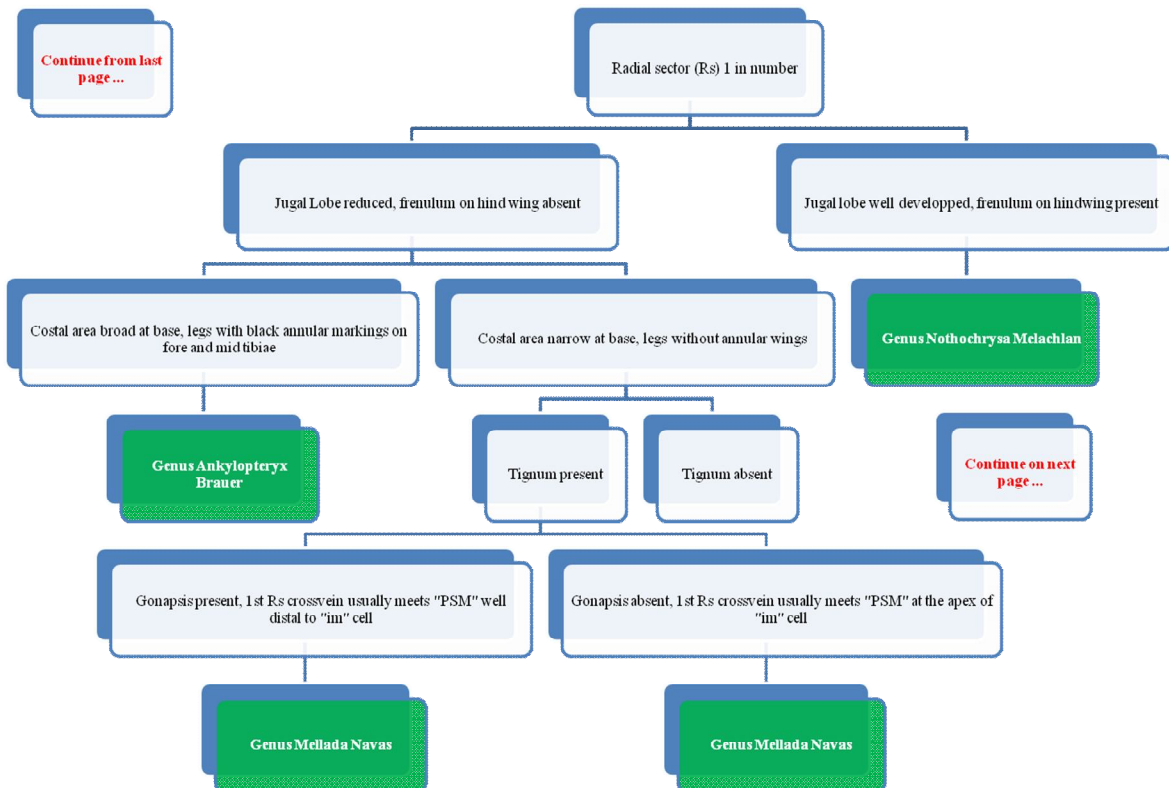 Continue from last
page ...
Radial sector (Rs) 1 in number
Jugal Lobe reduced, frenulum on hind wing absent
Jugal lobe well developped, frenulum on hindwing present
Costal area broad at base, legs with black annular markings on
fore and mid tibiae
Costal area narrow at base, legs without annular wings
Genus Nothochrysa Melachlan
Genus Ankylopteryx
Brauer
Tignum present
Tignum absent
Continue on next
page ...
Gonapsis present, 1st Rs crossvein usually meets "PSM" well
distal to "im" cell
Gonapsis absent, 1st Rs crossvein usually meets "PSM" at the apex of
"im" cell
Genus Mellada Navas
Genus Mellada Navas